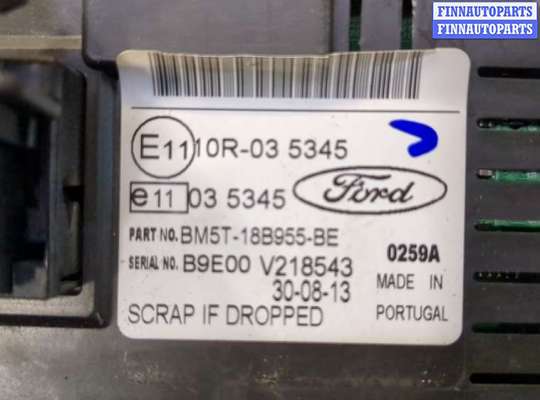 FINNAUTOPARTS
FINNAUTOPARTS
E11 10R-03 5345
e11 03 5345
Ford
PART NO. BM5T-18B955-BE
SERIAL NO. B9E00 V218543
0259A
30-08-13
MADE IN
PORTUGAL
SCRAP IF DROPPED